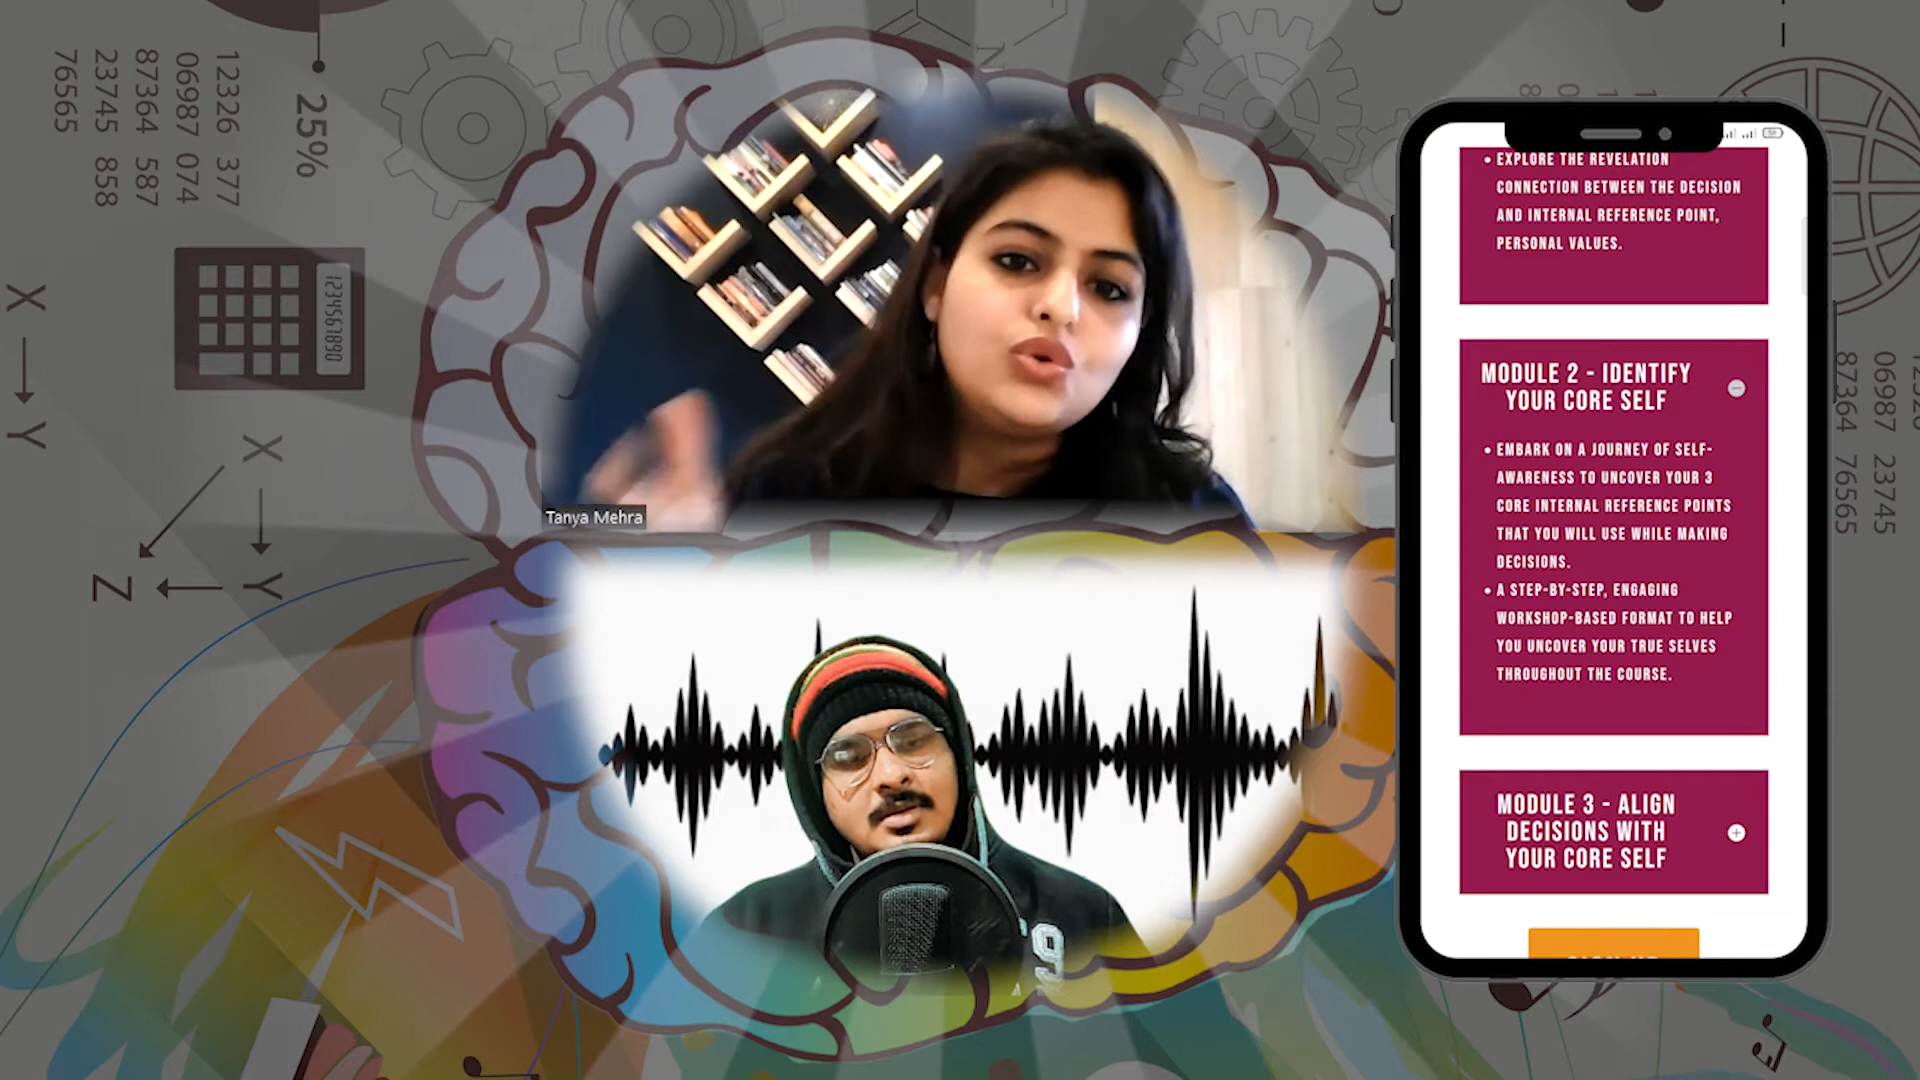 12326 377
06987 074
87364 587
23745 858
76565
25%
1234567890
X
Y
X
Y
Z
Tanya Mehra
9
56
EXPLORE THE REVELATION
CONNECTION BETWEEN THE DECISION
AND INTERNAL REFERENCE POINT,
PERSONAL VALUES.
MODULE 2 - IDENTIFY
YOUR CORE SELF
• EMBARK ON A JOURNEY OF SELF-
AWARENESS TO UNCOVER YOUR 3
CORE INTERNAL REFERENCE POINTS
THAT YOU WILL USE WHILE MAKING
DECISIONS.
• A STEP-BY-STEP, ENGAGING
WORKSHOP-BASED FORMAT TO HELP
YOU UNCOVER YOUR TRUE SELVES
THROUGHOUT THE COURSE.
MODULE 3 - ALIGN
DECISIONS WITH
YOUR CORE SELF
06987 23745
87364 76565